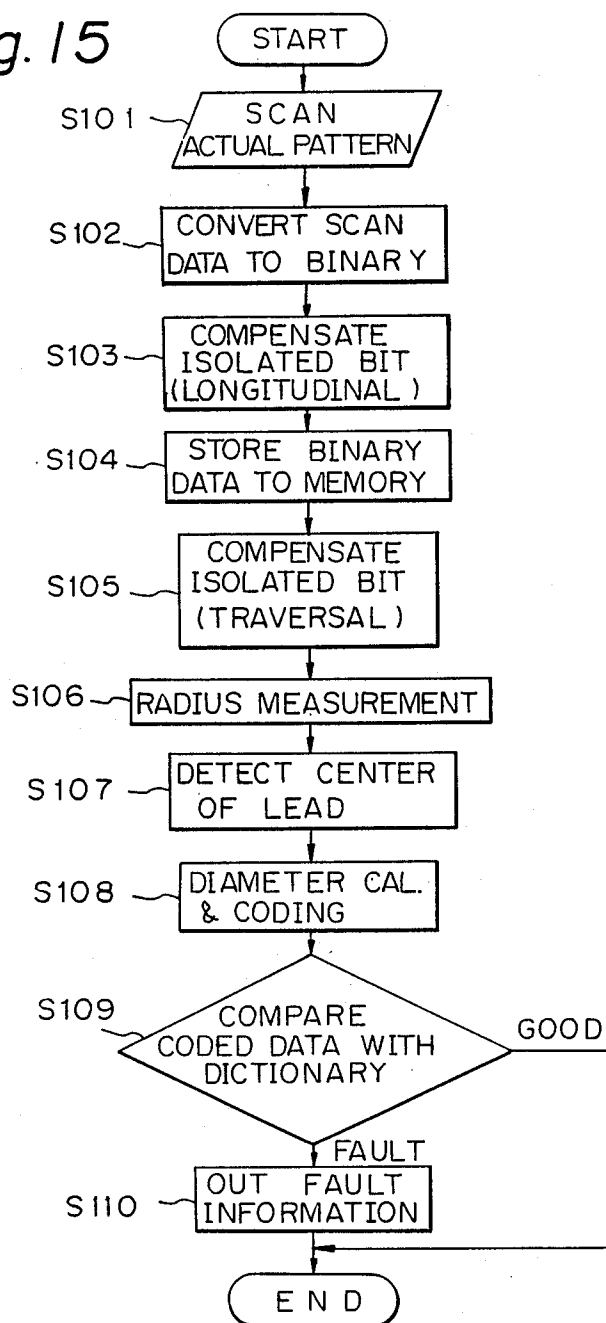 g. 15
START
S101
SCAN
ACTUAL PATTERN
S102
CONVERT SCAN
DATA TO BINARY
S103
COMPENSATE
ISOLATED BIT
(LONGITUDINAL)
S104
STORE BINARY
DATA TO MEMORY
S105
COMPENSATE
ISOLATED BIT
(TRAVERSAL)
S106
RADIUS MEASUREMENT
S107
DETECT CENTER
OF LEAD
S108
DIAMETER CAL.
& CODING
S109
COMPARE
CODED DATA WITH
DICTIONARY
GOOD
FAULT
S110
OUT FAULT
INFORMATION
END